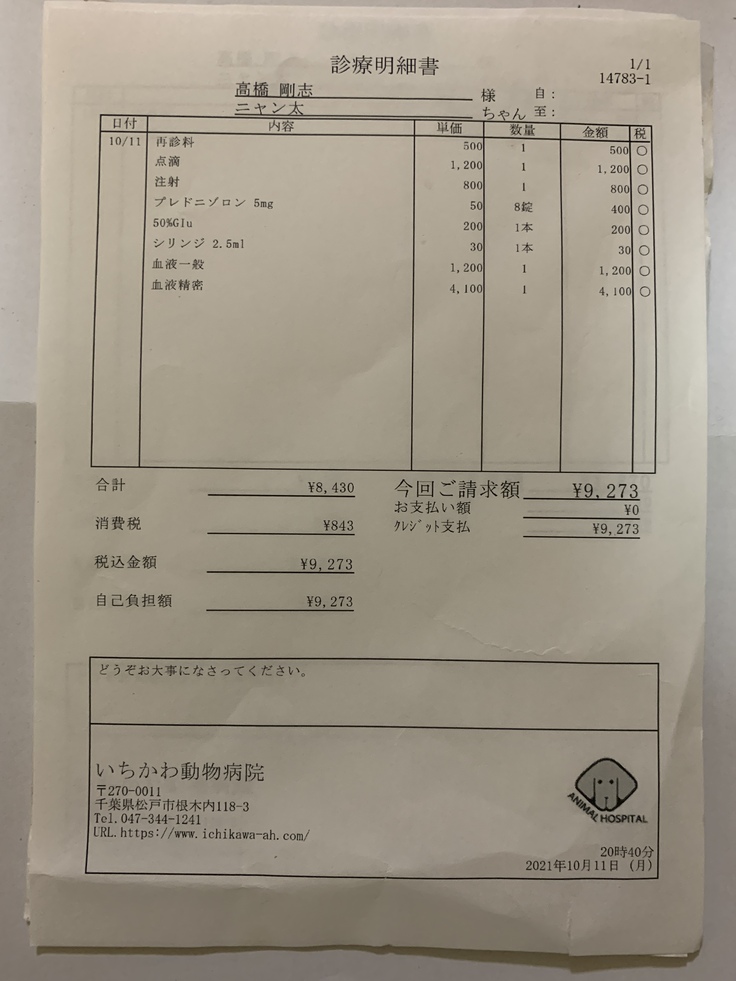 診療明細書
1/1
14783-1
高橋 剛志 様 自:
ニャン太 ちゃん 至:
日付 内容 単価 数量 金額 税
10/11 再診料 500 1 500 ○
点滴 1,200 1 1,200 ○
注射 800 1 800 ○
プレドニゾロン 5mg 50 8錠 400 ○
50%Glu 200 1本 200 ○
シリンジ 2.5ml 30 1本 30 ○
血液一般 1,200 1 1,200 ○
血液精密 4,100 1 4,100 ○
合計 ¥8,430 今回ご請求額 ¥9,273
お支払い額 ¥0
消費税 ¥843 クレジット支払 ¥9,273
税込金額 ¥9,273
自己負担額 ¥9,273
どうぞお大事になさってください。
いちかわ動物病院
〒270-0011
千葉県松戸市根木内118-3
Tel.047-344-1241
URL.https://www.ichikawa-ah.com/
ANIMAL HOSPITAL
20時40分
2021年10月11日 (月)